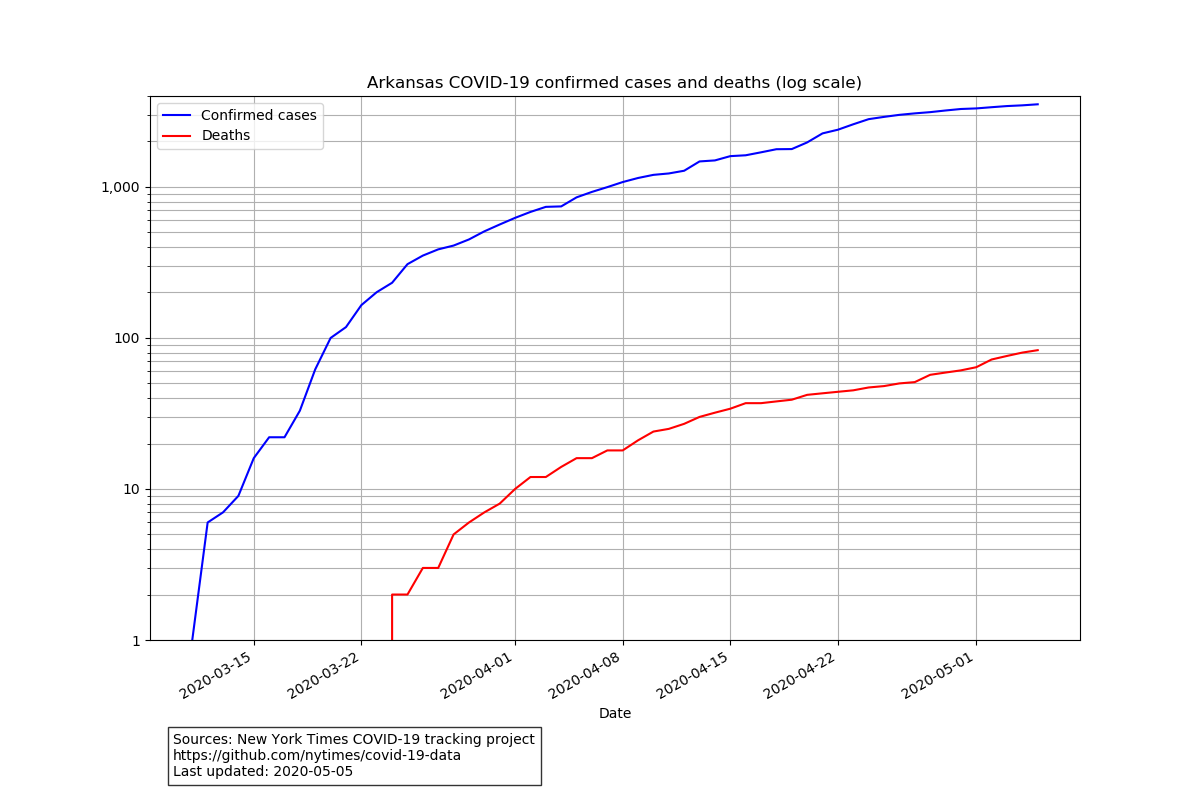 Arkansas COVID-19 confirmed cases and deaths (log scale)
Confirmed cases
Deaths
1,000
100
10
1
2020-03-15
2020-03-22
2020-04-01
2020-04-08
2020-04-15
2020-04-22
2020-05-01
Date
Sources: New York Times COVID-19 tracking project
https://github.com/nytimes/covid-19-data
Last updated: 2020-05-05